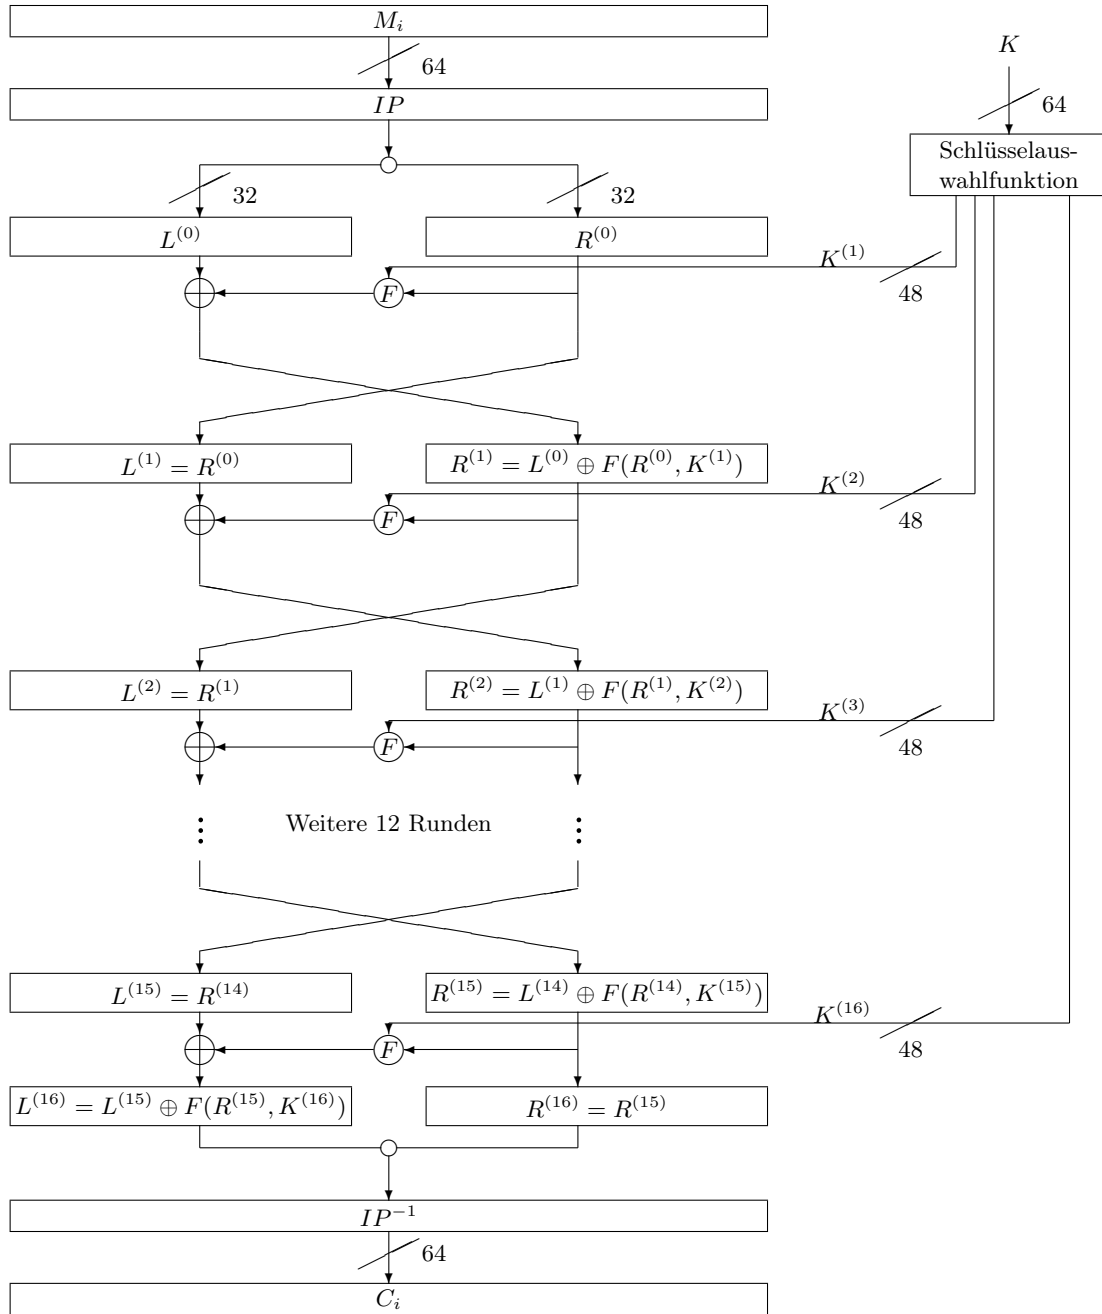 M_i
K
64
64
IP
Schlüsselaus-
wahlfunktion
32
32
L^{(0)}
R^{(0)}
K^{(1)}
F
48
L^{(1)} = R^{(0)}
R^{(1)} = L^{(0)} ⊕ F(R^{(0)}, K^{(1)})
K^{(2)}
F
48
L^{(2)} = R^{(1)}
R^{(2)} = L^{(1)} ⊕ F(R^{(1)}, K^{(2)})
K^{(3)}
F
48
Weitere 12 Runden
L^{(15)} = R^{(14)}
R^{(15)} = L^{(14)} ⊕ F(R^{(14)}, K^{(15)})
K^{(16)}
F
48
L^{(16)} = L^{(15)} ⊕ F(R^{(15)}, K^{(16)})
R^{(16)} = R^{(15)}
IP^{-1}
64
C_i